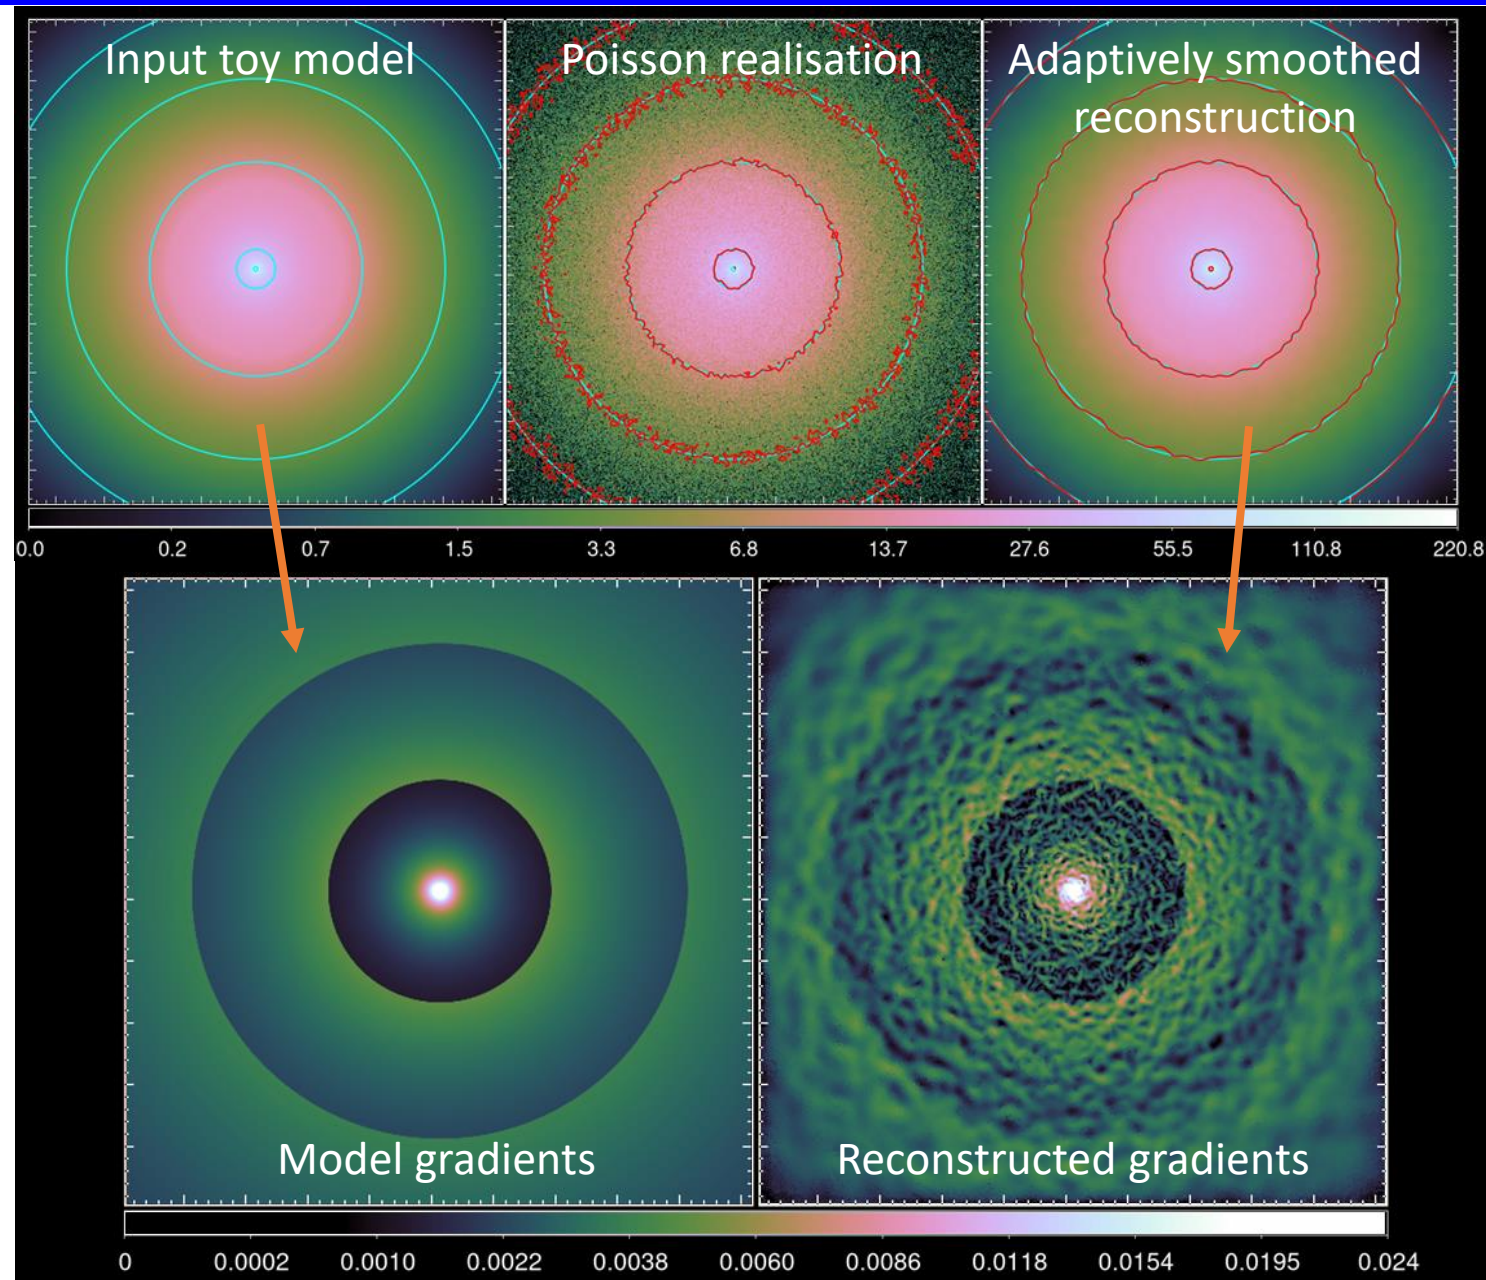 Input toy model
Poisson realisation
Adaptively smoothed
reconstruction
0.0 0.2 0.7 1.5 3.3 6.8 13.7 27.6 55.5 110.8 220.8
Model gradients
Reconstructed gradients
0 0.0002 0.0010 0.0022 0.0038 0.0060 0.0086 0.0118 0.0154 0.0195 0.024